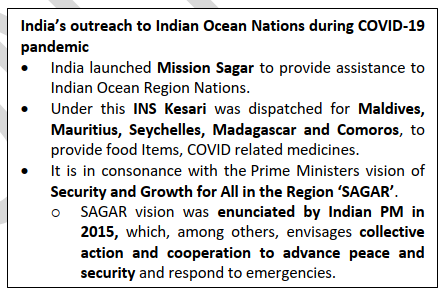 India's outreach to Indian Ocean Nations during COVID-19
pandemic
• India launched Mission Sagar to provide assistance to
Indian Ocean Region Nations.
• Under this INS Kesari was dispatched for Maldives,
Mauritius, Seychelles, Madagascar and Comoros, to
provide food Items, COVID related medicines.
• It is in consonance with the Prime Ministers vision of
Security and Growth for All in the Region 'SAGAR'.
o SAGAR vision was enunciated by Indian PM in
2015, which, among others, envisages collective
action and cooperation to advance peace and
security and respond to emergencies.